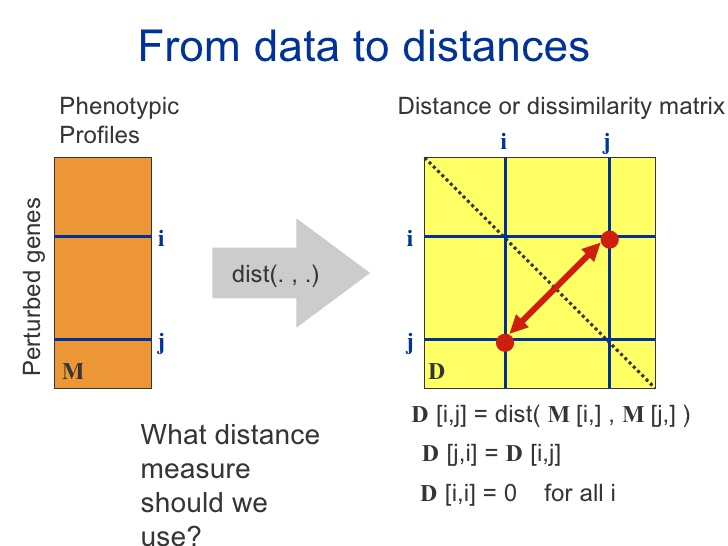 From data to distances
Phenotypic
Profiles
Distance or dissimilarity matrix
i
j
Perturbed genes
i
j
M
dist(. , .)
i
j
D
D [i,j] = dist( M [i,] , M [j,] )
D [j,i] = D [i,j]
D [i,i] = 0 for all i
What distance
measure
should we
use?